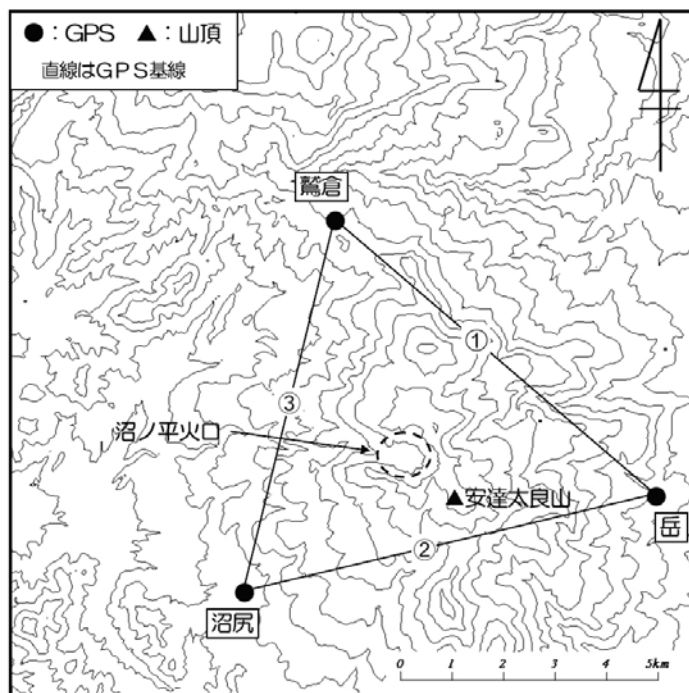 ●：GPS ▲：山頂
直線はGPS基線
鷲倉
①
③
沼ノ平火口
▲安達太良山
岳
②
沼尻
0 1 2 3 5km